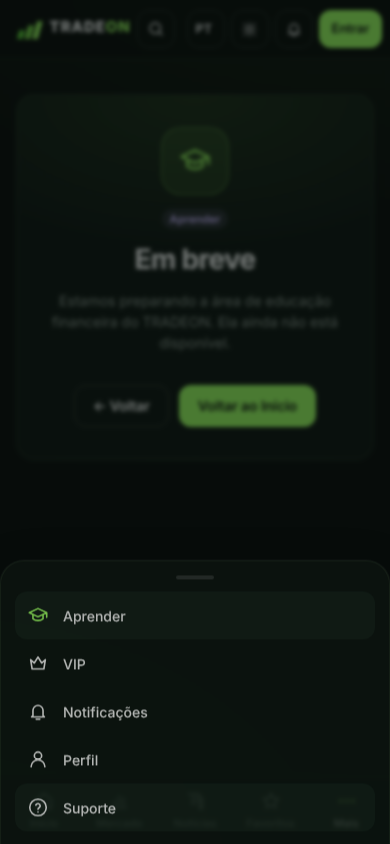 TRADEON
PT
Entrar
Aprender
Em breve
Estamos preparando a área de educação
financeira do TRADEON. Ela ainda não está
disponível.
← Voltar
Voltar ao Início
Aprender
VIP
Notificações
Perfil
Suporte